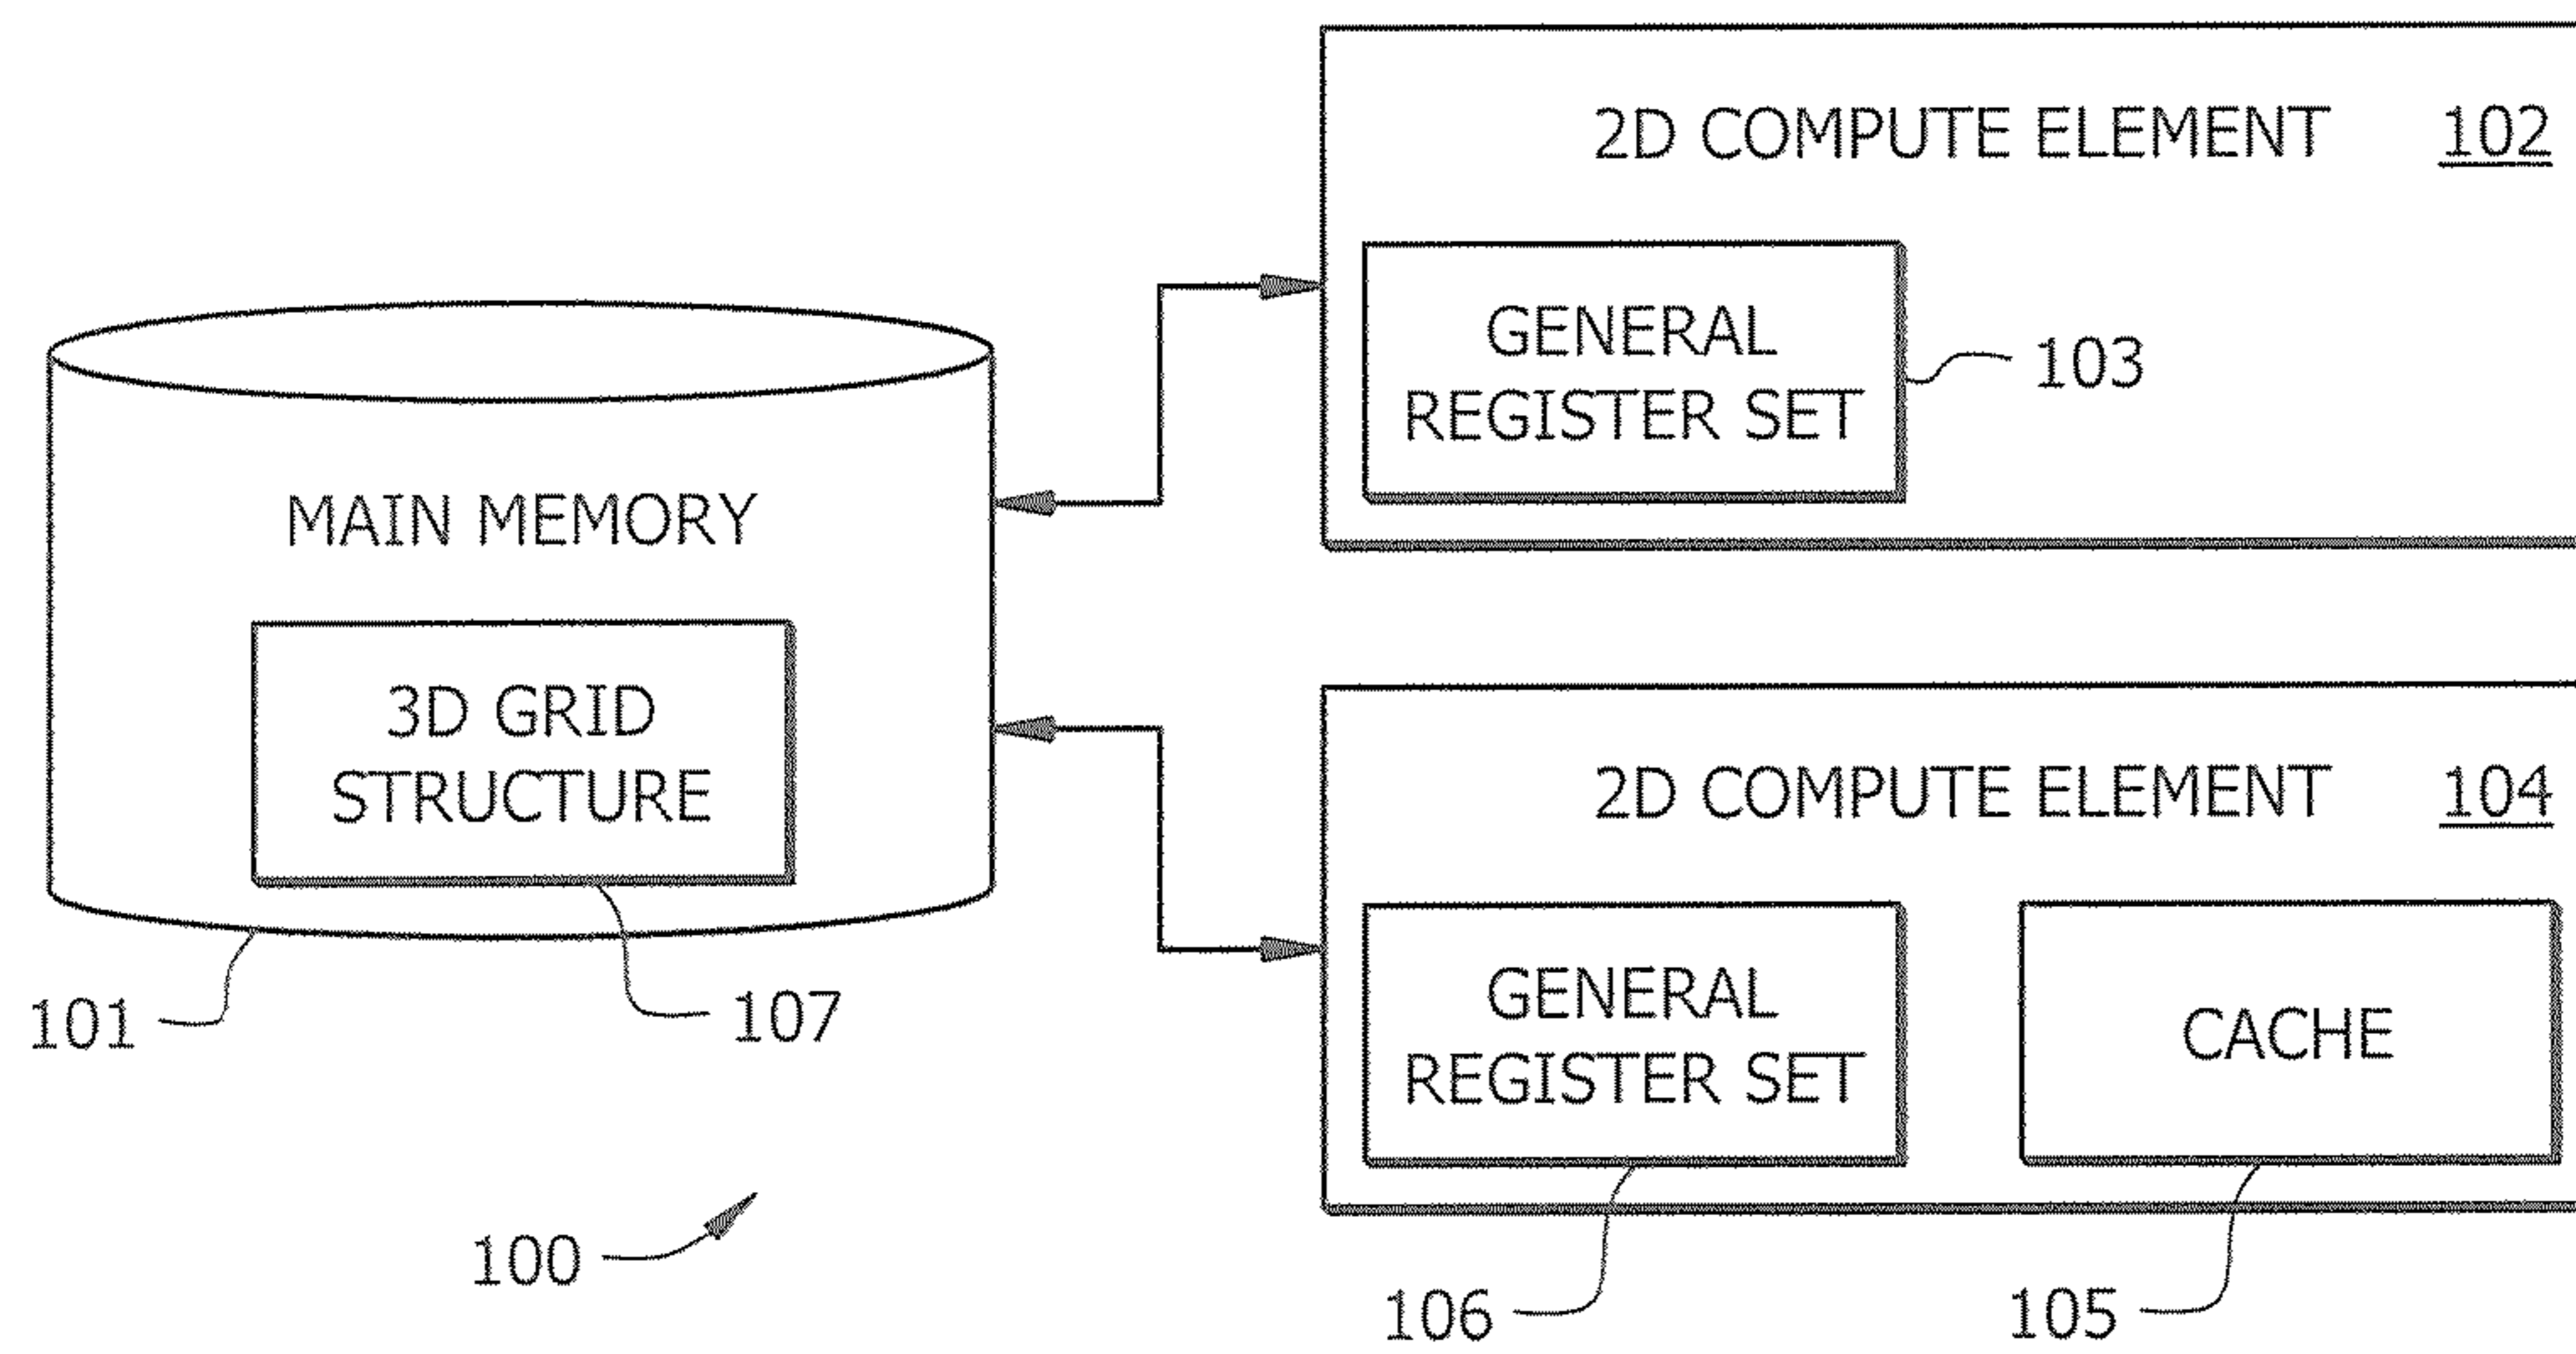 2D COMPUTE ELEMENT 102
GENERAL
REGISTER SET
103
MAIN MEMORY
3D GRID
STRUCTURE
101
107
2D COMPUTE ELEMENT 104
GENERAL
REGISTER SET
CACHE
100
106
105